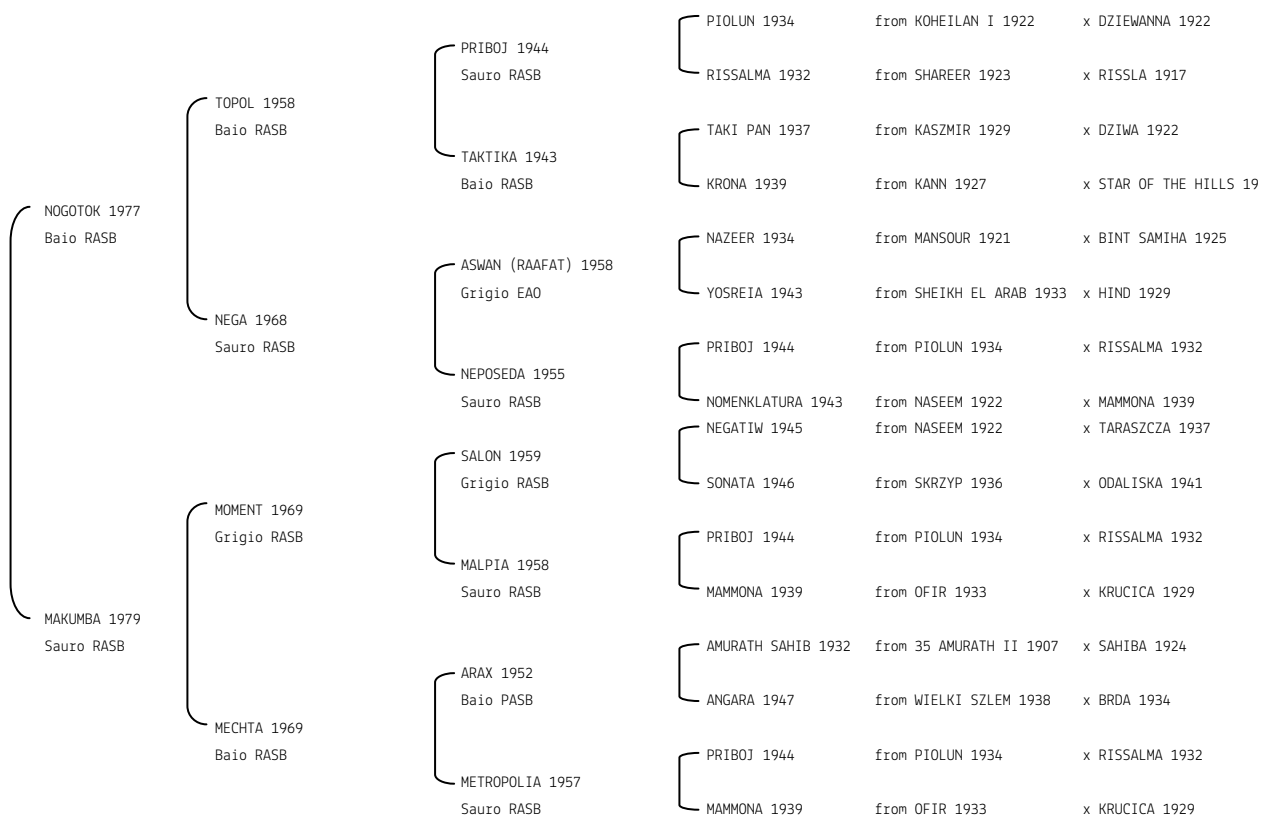 PIOLUN 1934 from KOHEILAN I 1922 x DZIEWANNA 1922
PRIBOJ 1944
Sauro RASB RISSALMA 1932 from SHAREER 1923 x RISSLA 1917
TOPOL 1958
Baio RASB TAKI PAN 1937 from KASZMIR 1929 x DZIWA 1922
TAKTIKA 1943
Baio RASB KRONA 1939 from KANN 1927 x STAR OF THE HILLS 19
NOGOTOK 1977
Baio RASB NAZEER 1934 from MANSOUR 1921 x BINT SAMIHA 1925
ASWAN (RAAFAT) 1958
Grigio EAO YOSREIA 1943 from SHEIKH EL ARAB 1933 x HIND 1929
NEGA 1968
Sauro RASB PRIBOJ 1944 from PIOLUN 1934 x RISSALMA 1932
NEPOSEDA 1955
Sauro RASB NOMENKLATURA 1943 from NASEEM 1922 x MAMMONA 1939
NEGATIW 1945 from NASEEM 1922 x TARASZCZA 1937
SALON 1959
Grigio RASB SONATA 1946 from SKRZYP 1936 x ODALISKA 1941
MOMENT 1969
Grigio RASB PRIBOJ 1944 from PIOLUN 1934 x RISSALMA 1932
MALPIA 1958
Sauro RASB MAMMONA 1939 from OFIR 1933 x KRUCICA 1929
MAKUMBA 1979
Sauro RASB AMURATH SAHIB 1932 from 35 AMURATH II 1907 x SAHIBA 1924
ARAX 1952
Baio PASB ANGARA 1947 from WIELKI SZLEM 1938 x BRDA 1934
MECHTA 1969
Baio RASB PRIBOJ 1944 from PIOLUN 1934 x RISSALMA 1932
METROPOLIA 1957
Sauro RASB MAMMONA 1939 from OFIR 1933 x KRUCICA 1929